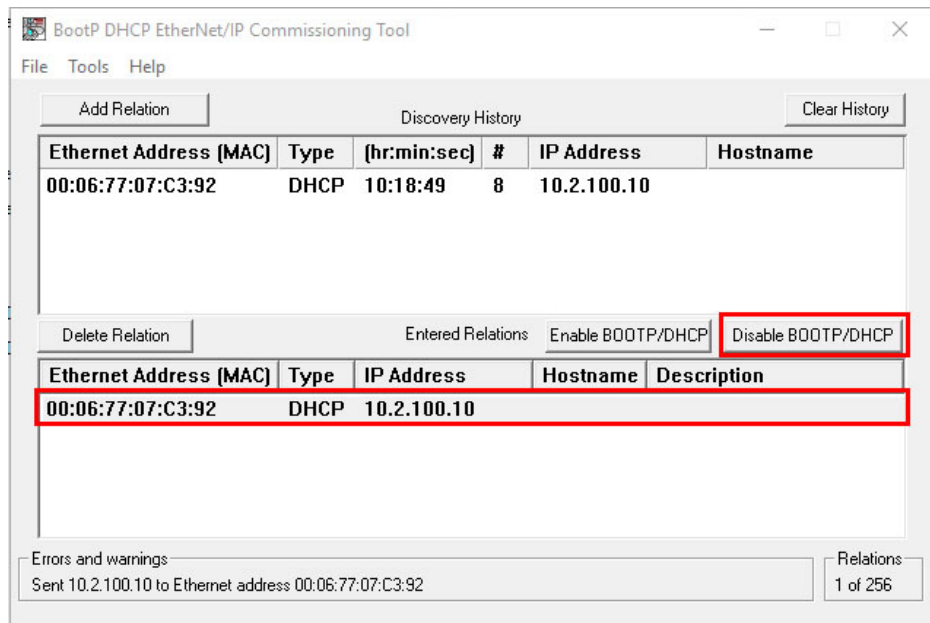 BootP DHCP EtherNet/IP Commissioning Tool
File Tools Help
Add Relation Discovery History Clear History
Ethernet Address (MAC) Type (hr:min:sec) # IP Address Hostname
00:06:77:07:C3:92 DHCP 10:18:49 8 10.2.100.10
Delete Relation Entered Relations Enable BOOTP/DHCP Disable BOOTP/DHCP
Ethernet Address (MAC) Type IP Address Hostname Description
00:06:77:07:C3:92 DHCP 10.2.100.10
Errors and warnings Relations
Sent 10.2.100.10 to Ethernet address 00:06:77:07:C3:92 1 of 256